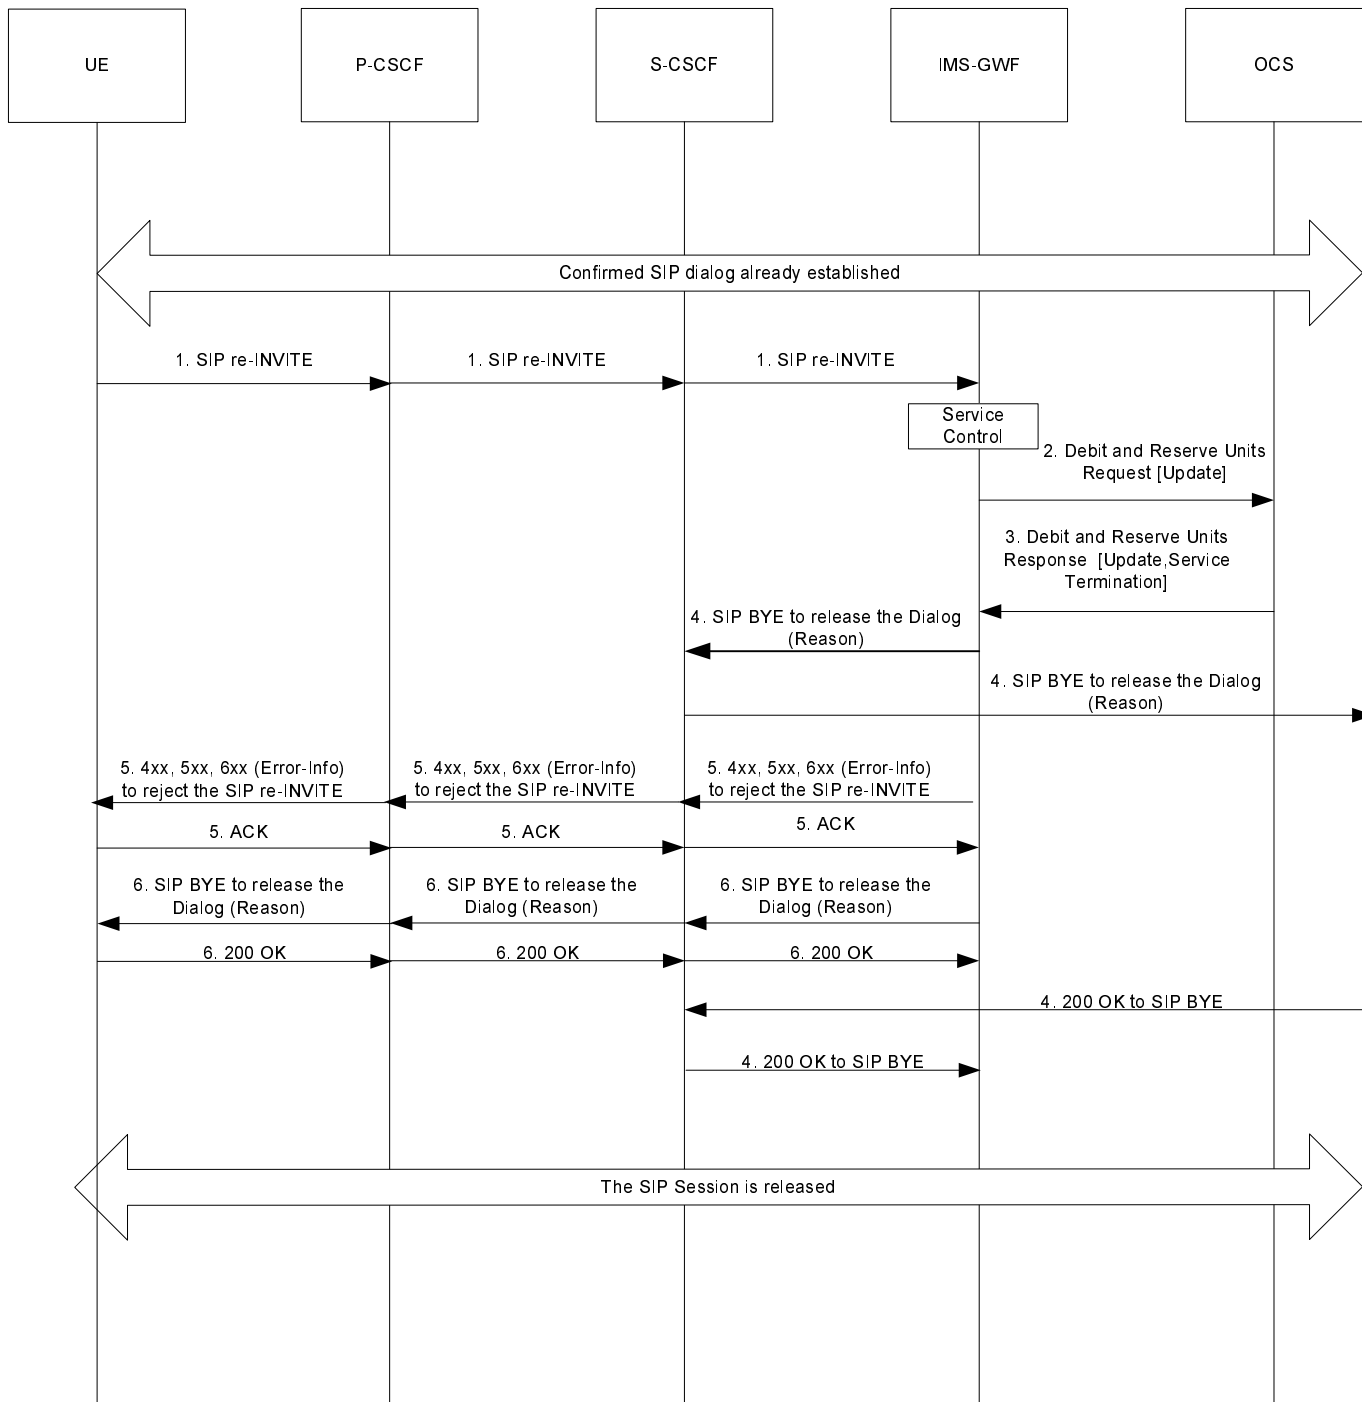 UE
P-CSCF
S-CSCF
IMS-GWF
OCS
Confirmed SIP dialog already established
1. SIP re-INVITE
1. SIP re-INVITE
1. SIP re-INVITE
Service
Control
2. Debit and Reserve Units
Request [Update]
3. Debit and Reserve Units
Response [Update,Service
Termination]
4. SIP BYE to release the Dialog
(Reason)
4. SIP BYE to release the Dialog
(Reason)
5. 4xx, 5xx, 6xx (Error-Info)
to reject the SIP re-INVITE
5. 4xx, 5xx, 6xx (Error-Info)
to reject the SIP re-INVITE
5. 4xx, 5xx, 6xx (Error-Info)
to reject the SIP re-INVITE
5. ACK
5. ACK
5. ACK
6. SIP BYE to release the
Dialog (Reason)
6. SIP BYE to release the
Dialog (Reason)
6. SIP BYE to release the
Dialog (Reason)
6. 200 OK
6. 200 OK
6. 200 OK
4. 200 OK to SIP BYE
4. 200 OK to SIP BYE
The SIP Session is released